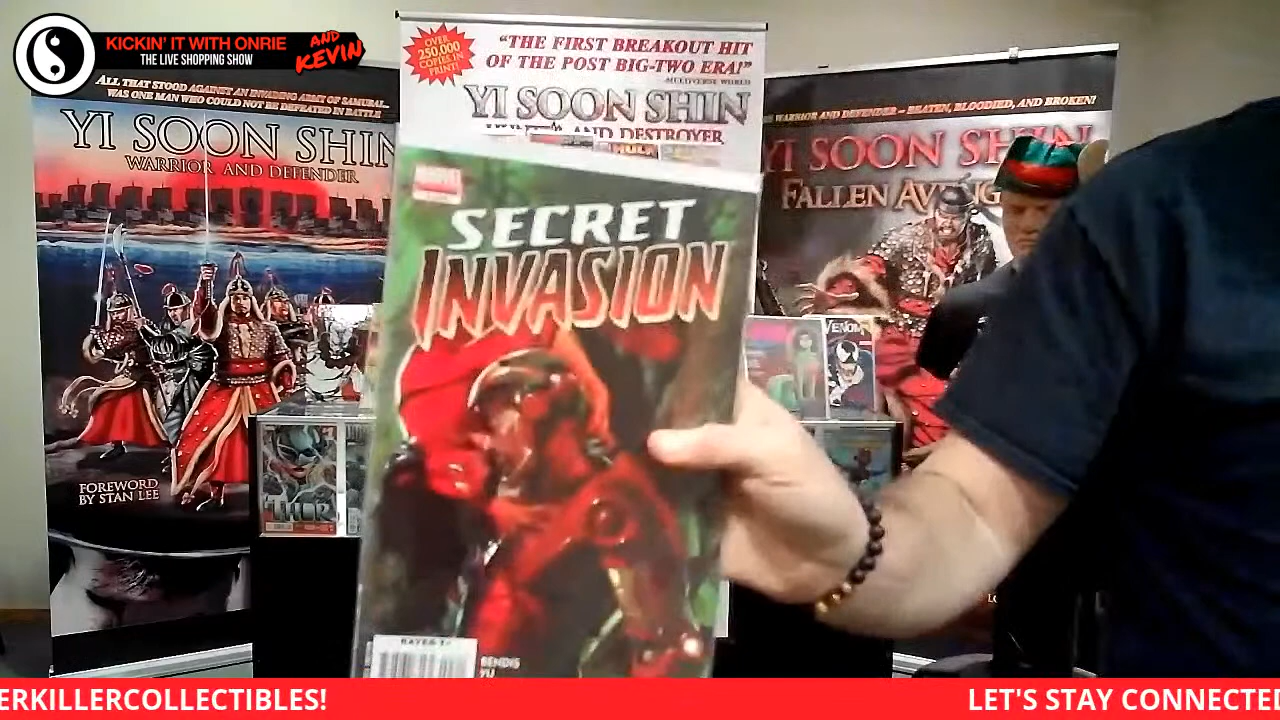 KICKIN' IT WITH ONRIE
AND
KEVIN
THE LIVE SHOPPING SHOW
ALL THAT STOOD AGAINST AN INVADING ARMY OF SAMURAI...
WAS ONE MAN WHO COULD NOT BE DEFEATED IN BATTLE
YI SOON SHIN
WARRIOR AND DEFENDER
FOREWORD
BY STAN LEE
OVER
250,000
COPIES IN
PRINT!
"THE FIRST BREAKOUT HIT
OF THE POST BIG-TWO ERA!"
YI SOON SHIN
AND DESTROYER
WARRIOR AND DEFENDER – BEATEN, BLOODIED, AND BROKEN!
YI SOON SHIN
FALLEN
SECRET
INVASION
BENDIS
YU
THOR
VENOM
ERKILLERCOLLECTIBLES!
LET'S STAY CONNECTED